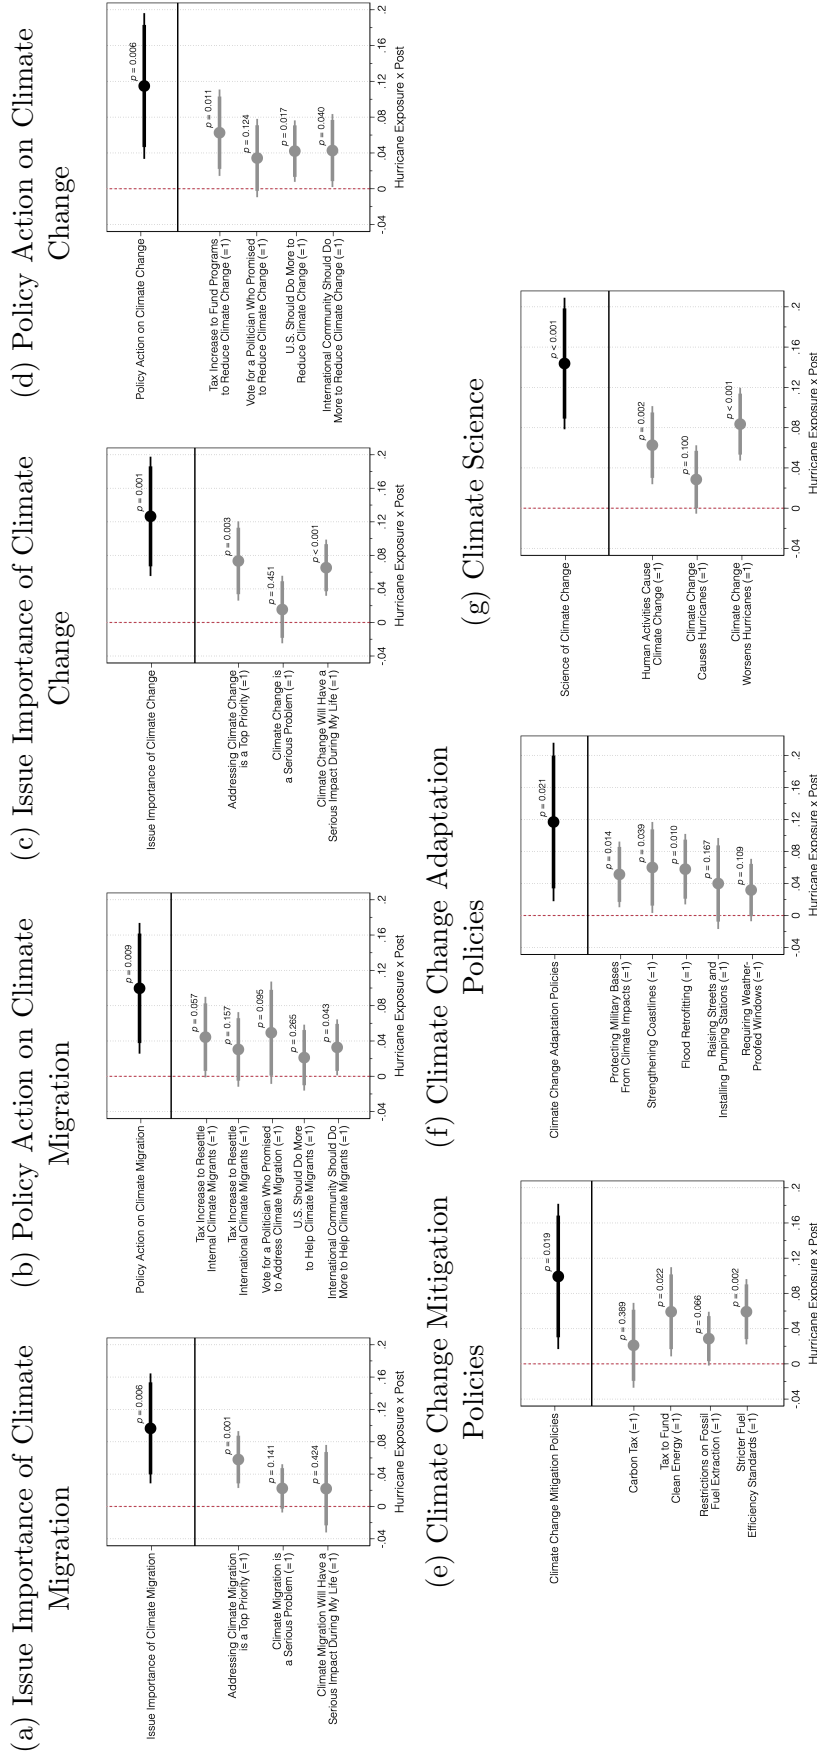 (a) Issue Importance of Climate
Migration
Issue Importance of Climate Migration
Addressing Climate Migration
is a Top Priority (=1)
Climate Migration is
a Serious Problem (=1)
Climate Migration Will Have a
Serious Impact During My Life (=1)
p = 0.006
p = 0.001
p = 0.141
p = 0.424
-.04 0 .04 .08 .12 .16 .2
Hurricane Exposure x Post
(b) Policy Action on Climate
Migration
Policy Action on Climate Migration
Tax Increase to Resettle
Internal Climate Migrants (=1)
Tax Increase to Resettle
International Climate Migrants (=1)
Vote for a Politician Who Promised
to Address Climate Migration (=1)
U.S. Should Do More
to Help Climate Migrants (=1)
International Community Should Do
More to Help Climate Migrants (=1)
p = 0.009
p = 0.057
p = 0.157
p = 0.095
p = 0.265
p = 0.043
-.04 0 .04 .08 .12 .16 .2
Hurricane Exposure x Post
(c) Issue Importance of Climate
Change
Issue Importance of Climate Change
Addressing Climate Change
is a Top Priority (=1)
Climate Change is
a Serious Problem (=1)
Climate Change Will Have a
Serious Impact During My Life (=1)
p = 0.001
p = 0.003
p = 0.451
p < 0.001
-.04 0 .04 .08 .12 .16 .2
Hurricane Exposure x Post
(d) Policy Action on Climate
Change
Policy Action on Climate Change
Tax Increase to Fund Programs
to Reduce Climate Change (=1)
Vote for a Politician Who Promised
to Reduce Climate Change (=1)
U.S. Should Do More to
Reduce Climate Change (=1)
International Community Should Do
More to Reduce Climate Change (=1)
p = 0.006
p = 0.011
p = 0.124
p = 0.017
p = 0.040
-.04 0 .04 .08 .12 .16 .2
Hurricane Exposure x Post
(e) Climate Change Mitigation
Policies
Climate Change Mitigation Policies
Carbon Tax (=1)
Tax to Fund
Clean Energy (=1)
Restrictions on Fossil
Fuel Extraction (=1)
Stricter Fuel
Efficiency Standards (=1)
p = 0.019
p = 0.389
p = 0.022
p = 0.066
p = 0.002
-.04 0 .04 .08 .12 .16 .2
Hurricane Exposure x Post
(f) Climate Change Adaptation
Policies
Climate Change Adaptation Policies
Protecting Military Bases
From Climate Impacts (=1)
Strengthening Coastlines (=1)
Flood Retrofitting (=1)
Raising Streets and
Installing Pumping Stations (=1)
Requiring Weather-
Proofed Windows (=1)
p = 0.021
p = 0.014
p = 0.039
p = 0.010
p = 0.167
p = 0.109
-.04 0 .04 .08 .12 .16 .2
Hurricane Exposure x Post
(g) Climate Science
Science of Climate Change
Human Activities Cause
Climate Change (=1)
Climate Change
Causes Hurricanes (=1)
Climate Change
Worsens Hurricanes (=1)
p < 0.001
p = 0.002
p = 0.100
p < 0.001
-.04 0 .04 .08 .12 .16 .2
Hurricane Exposure x Post